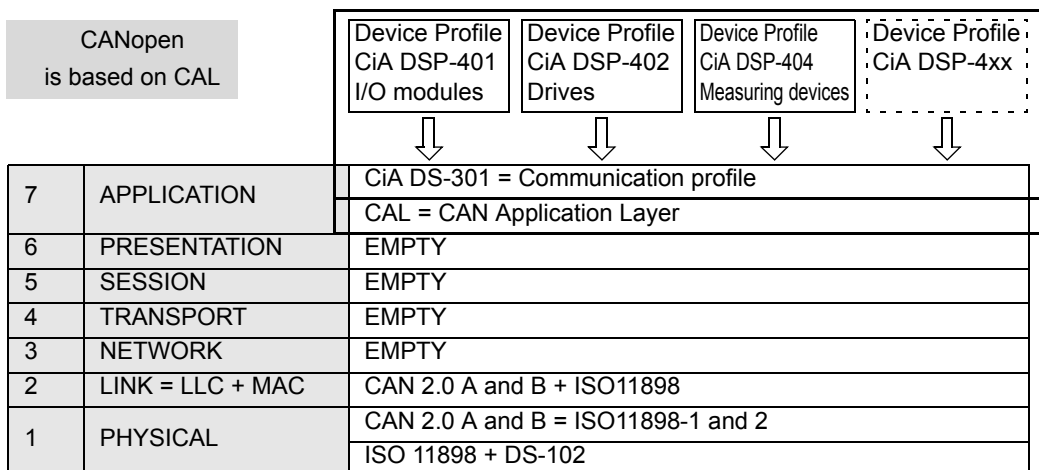 CANopen
is based on CAL
Device Profile
CiA DSP-401
I/O modules
Device Profile
CiA DSP-402
Drives
Device Profile
CiA DSP-404
Measuring devices
Device Profile
CiA DSP-4xx
7 APPLICATION CiA DS-301 = Communication profile
CAL = CAN Application Layer
6 PRESENTATION EMPTY
5 SESSION EMPTY
4 TRANSPORT EMPTY
3 NETWORK EMPTY
2 LINK = LLC + MAC CAN 2.0 A and B + ISO11898
1 PHYSICAL CAN 2.0 A and B = ISO11898-1 and 2
ISO 11898 + DS-102